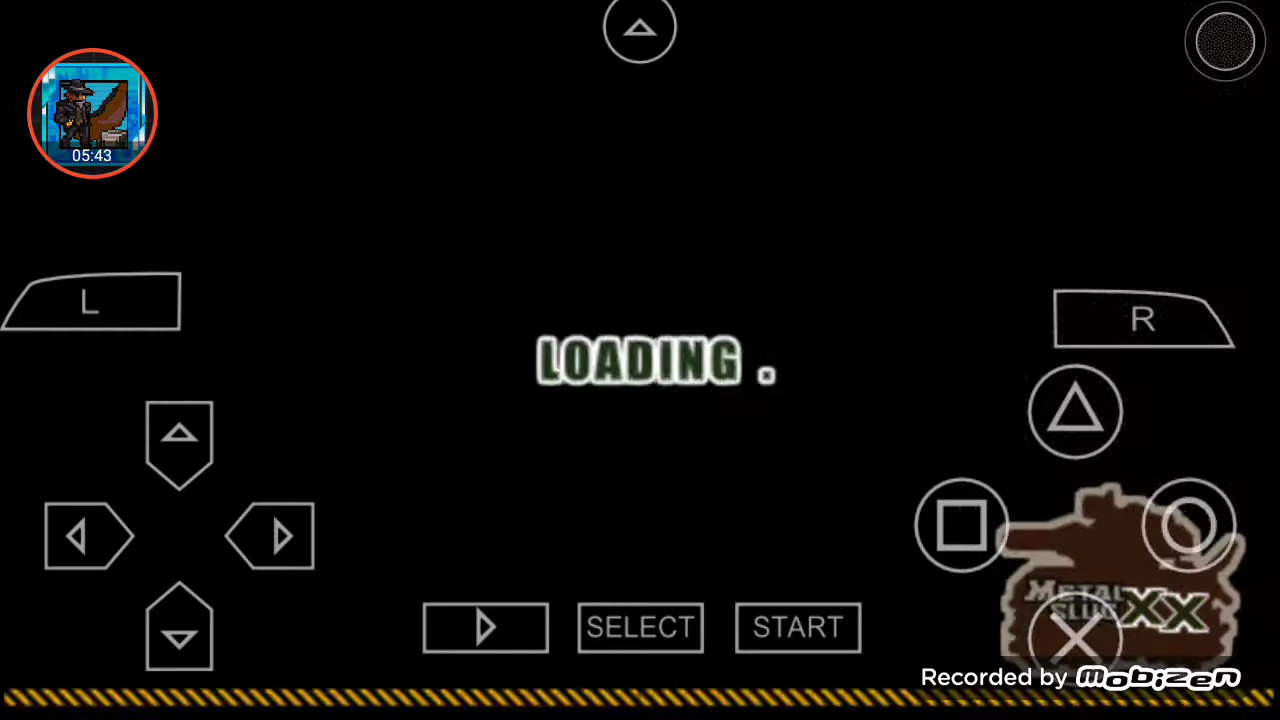 05:43
L
R
LOADING .
METAL
SLUG XX
SELECT
START
Recorded by mobizen